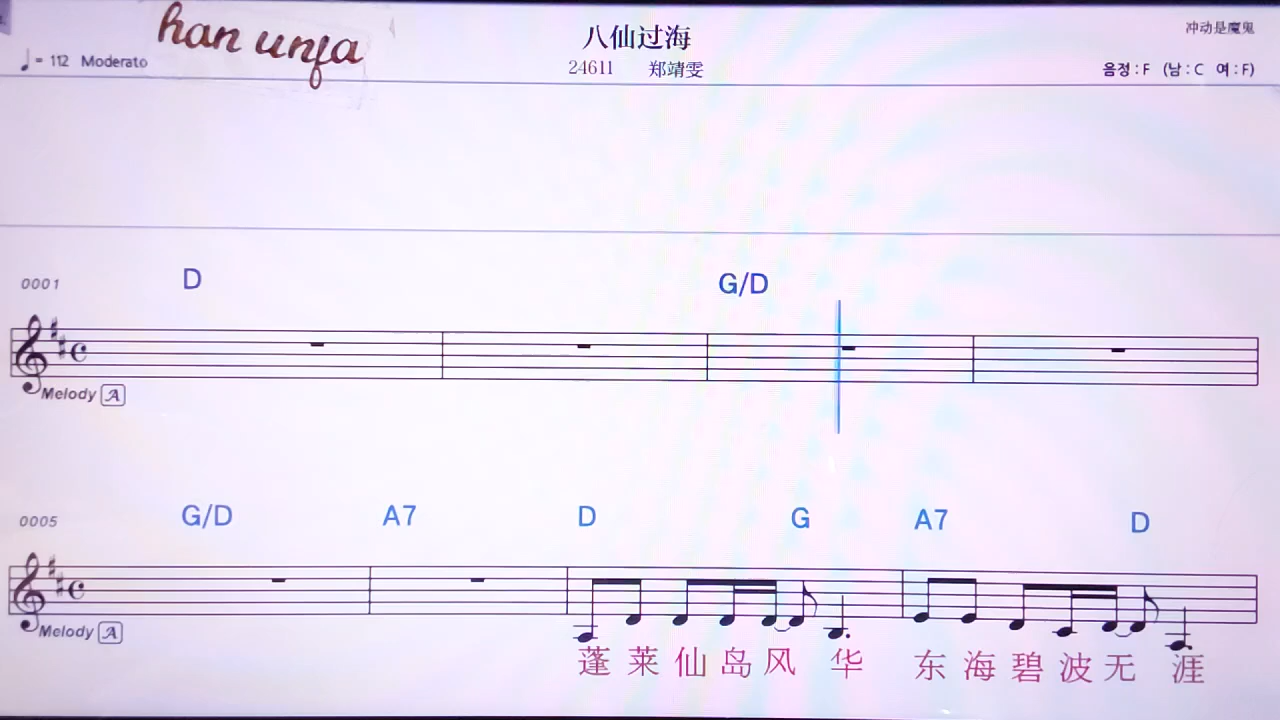 han unfa
八仙过海
冲动是魔鬼
♩= 112 Moderato
24611 郑靖雯
음정 : F (남 : C 여 : F)
0001 D G/D
Melody A
0005 G/D A7 D G A7 D
Melody A
蓬 莱 仙 岛 风 华 东 海 碧 波 无 涯